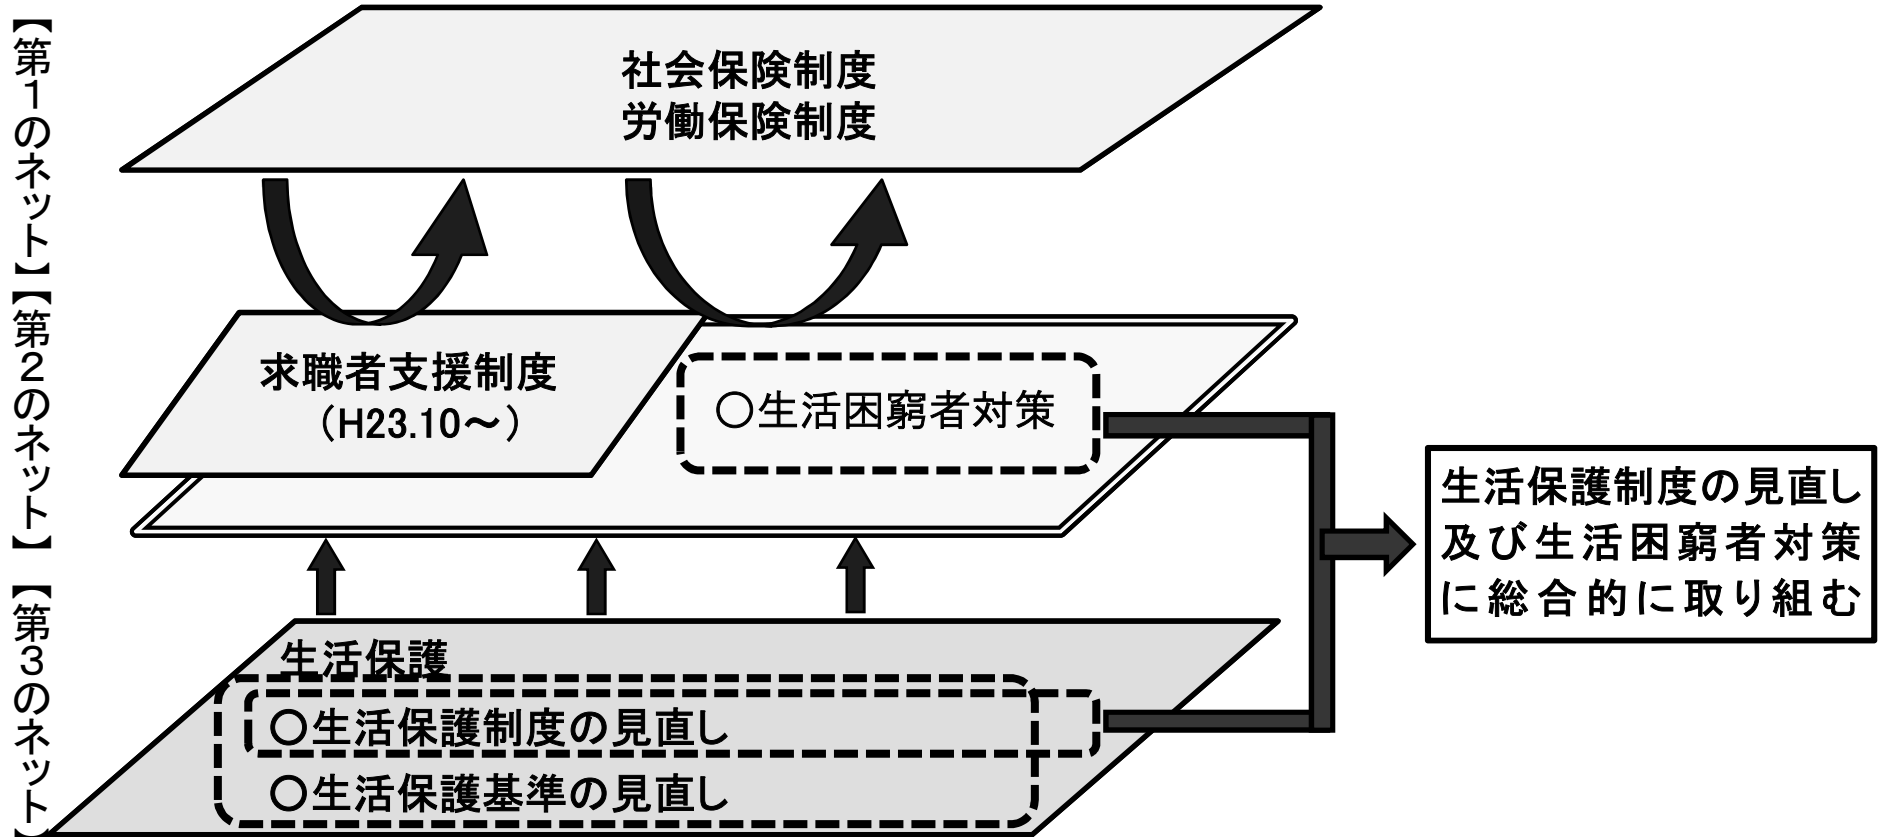 【第1のネット】
社会保険制度
労働保険制度
【第2のネット】
求職者支援制度
（H23.10～）
○生活困窮者対策
【第3のネット】
生活保護
○生活保護制度の見直し
○生活保護基準の見直し
生活保護制度の見直し
及び生活困窮者対策
に総合的に取り組む